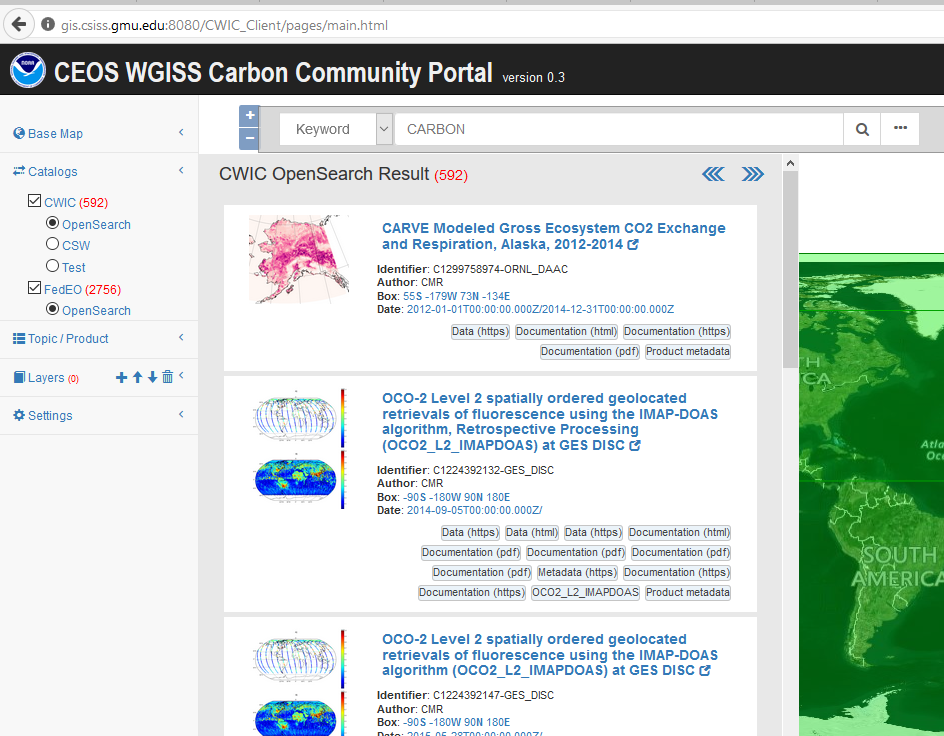 gis.csiss.gmu.edu:8080/CWIC_Client/pages/main.html
NOAA
CEOS WGISS Carbon Community Portal version 0.3
Base Map
Catalogs
CWIC (592)
OpenSearch
CSW
Test
FedEO (2756)
OpenSearch
Topic / Product
Layers (0)
Settings
+
−
Keyword
CARBON
•••
CWIC OpenSearch Result (592)
CARVE Modeled Gross Ecosystem CO2 Exchange
and Respiration, Alaska, 2012-2014
Identifier: C1299758974-ORNL_DAAC
Author: CMR
Box: 55S -179W 73N -134E
Date: 2012-01-01T00:00:00.000Z/2014-12-31T00:00:00.000Z
Data (https) Documentation (html) Documentation (https)
Documentation (pdf) Product metadata
OCO-2 Level 2 spatially ordered geolocated
retrievals of fluorescence using the IMAP-DOAS
algorithm, Retrospective Processing
(OCO2_L2_IMAPDOAS) at GES DISC
Identifier: C1224392132-GES_DISC
Author: CMR
Box: -90S -180W 90N 180E
Date: 2014-09-05T00:00:00.000Z/
Data (https) Data (html) Data (https) Documentation (html)
Documentation (pdf) Documentation (pdf) Documentation (pdf)
Documentation (pdf) Metadata (https) Documentation (https)
Documentation (https) OCO2_L2_IMAPDOAS Product metadata
OCO-2 Level 2 spatially ordered geolocated
retrievals of fluorescence using the IMAP-DOAS
algorithm (OCO2_L2_IMAPDOAS) at GES DISC
Identifier: C1224392147-GES_DISC
Author: CMR
Box: -90S -180W 90N 180E
TH
CA
Atla
Oc
SOUTH
AMERICA